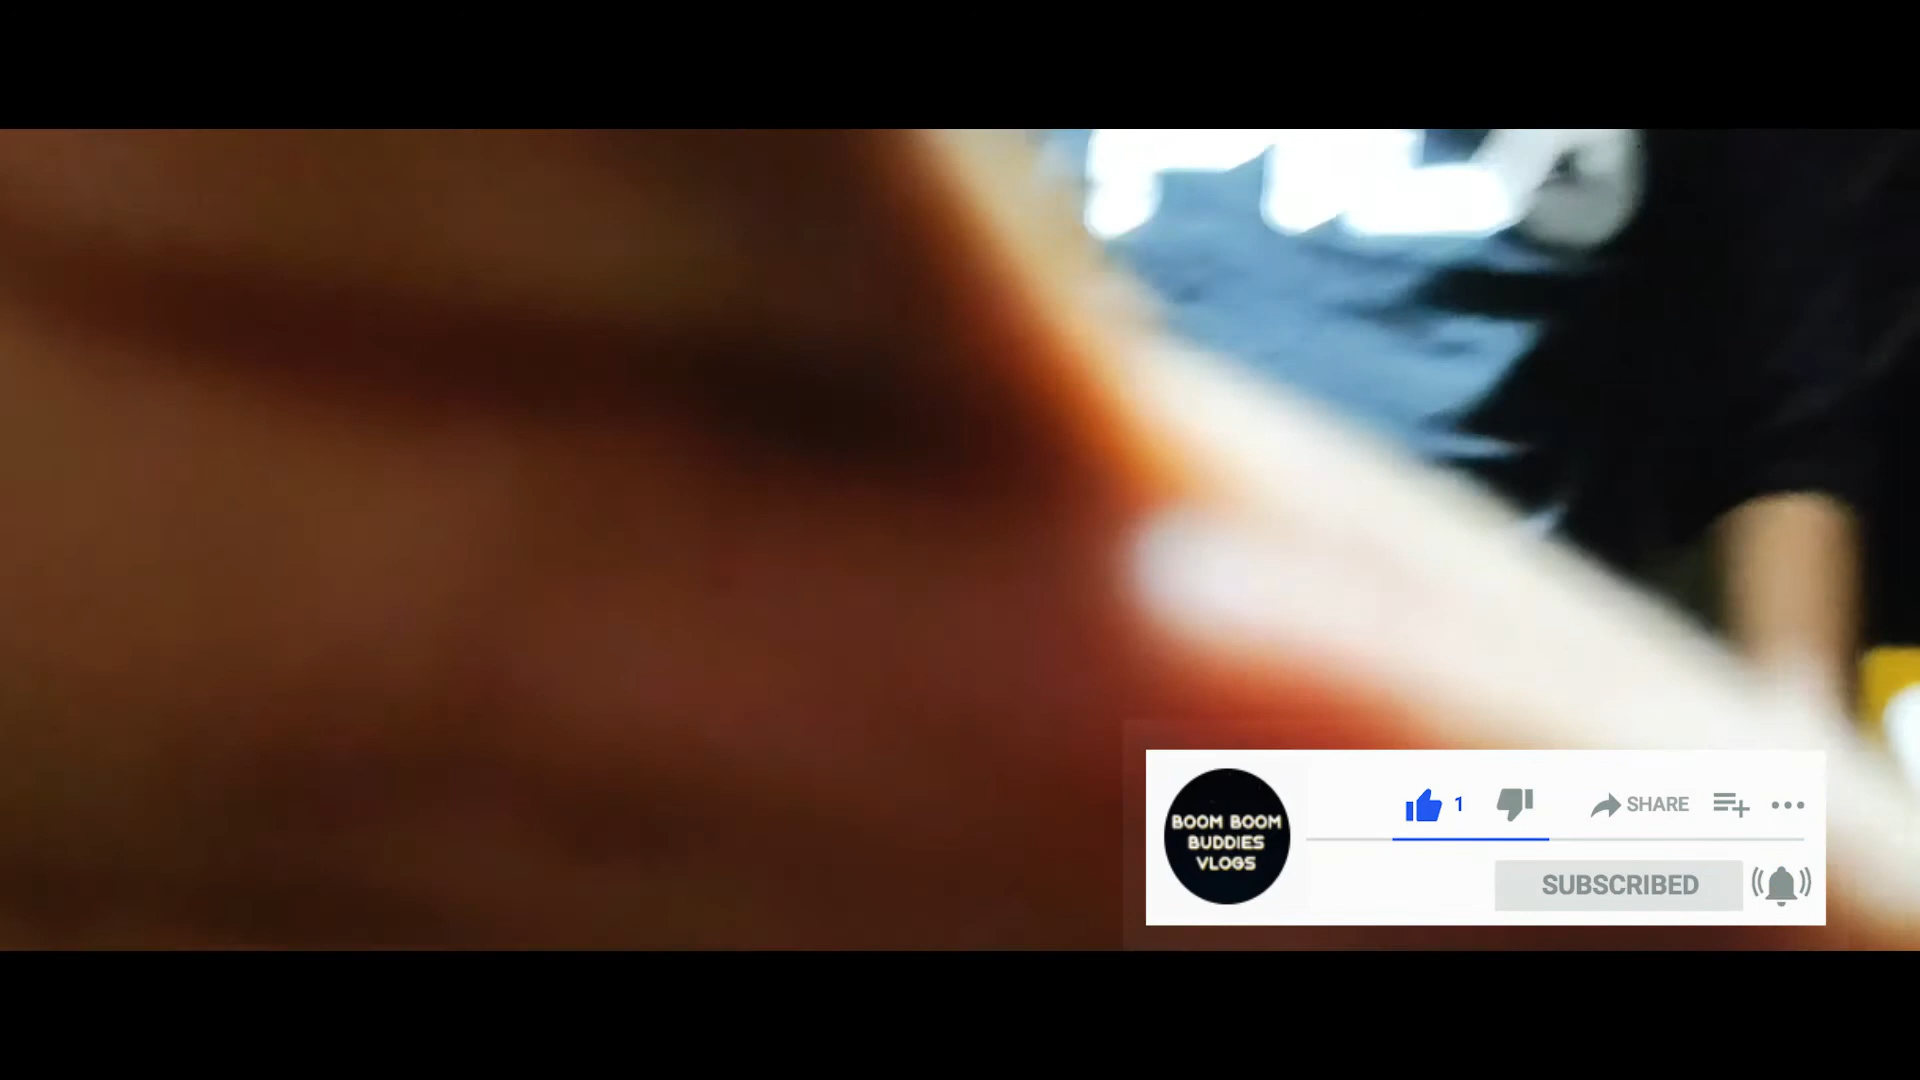 BOOM BOOM
BUDDIES
VLOGS
1
SHARE
SUBSCRIBED